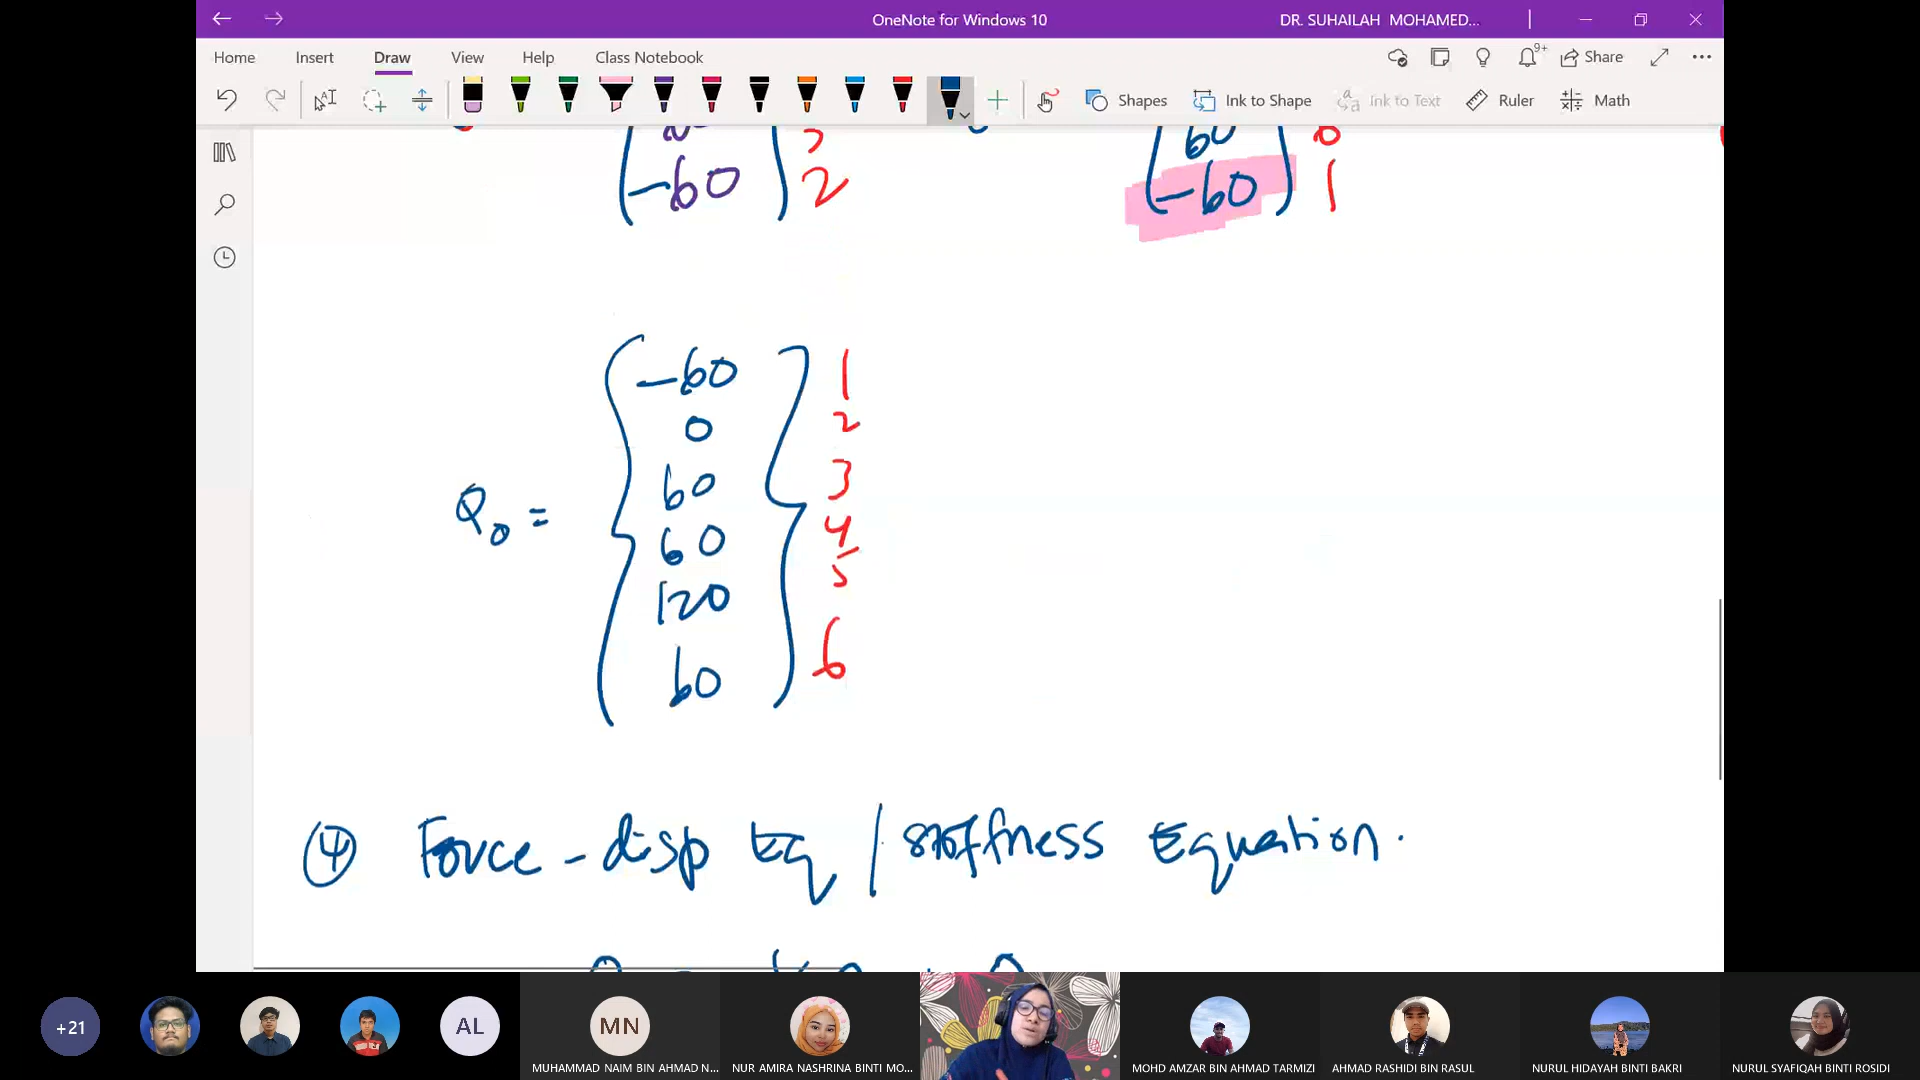 OneNote for Windows 10
DR. SUHAILAH MOHAMED...
Home Insert Draw View Help Class Notebook
9+
Share
Shapes
Ink to Shape
Ink to Text
Ruler
Math
3
60 6
-60 2
-60 1
-60 1
0 2
60 3
Q0 =
60 4
120 5
60 6
④ Force-disp Eq / stiffness Equation.
+21
AL
MN
MUHAMMAD NAIM BIN AHMAD N...
NUR AMIRA NASHRINA BINTI MO...
MOHD AMZAR BIN AHMAD TARMIZI
AHMAD RASHIDI BIN RASUL
NURUL HIDAYAH BINTI BAKRI
NURUL SYAFIQAH BINTI ROSIDI